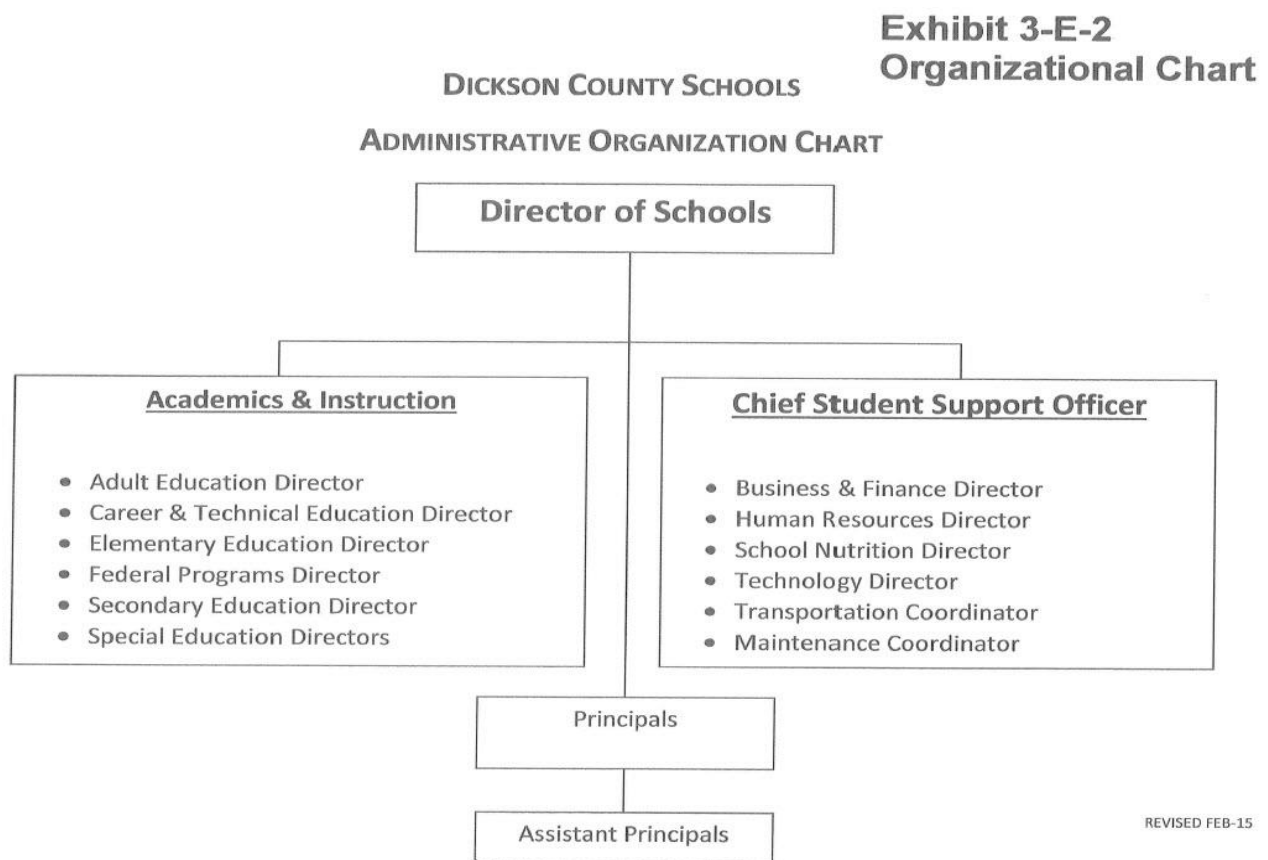 Exhibit 3-E-2
Organizational Chart
DICKSON COUNTY SCHOOLS
ADMINISTRATIVE ORGANIZATION CHART
Director of Schools
Academics & Instruction
• Adult Education Director
• Career & Technical Education Director
• Elementary Education Director
• Federal Programs Director
• Secondary Education Director
• Special Education Directors
Chief Student Support Officer
• Business & Finance Director
• Human Resources Director
• School Nutrition Director
• Technology Director
• Transportation Coordinator
• Maintenance Coordinator
Principals
Assistant Principals
REVISED FEB-15